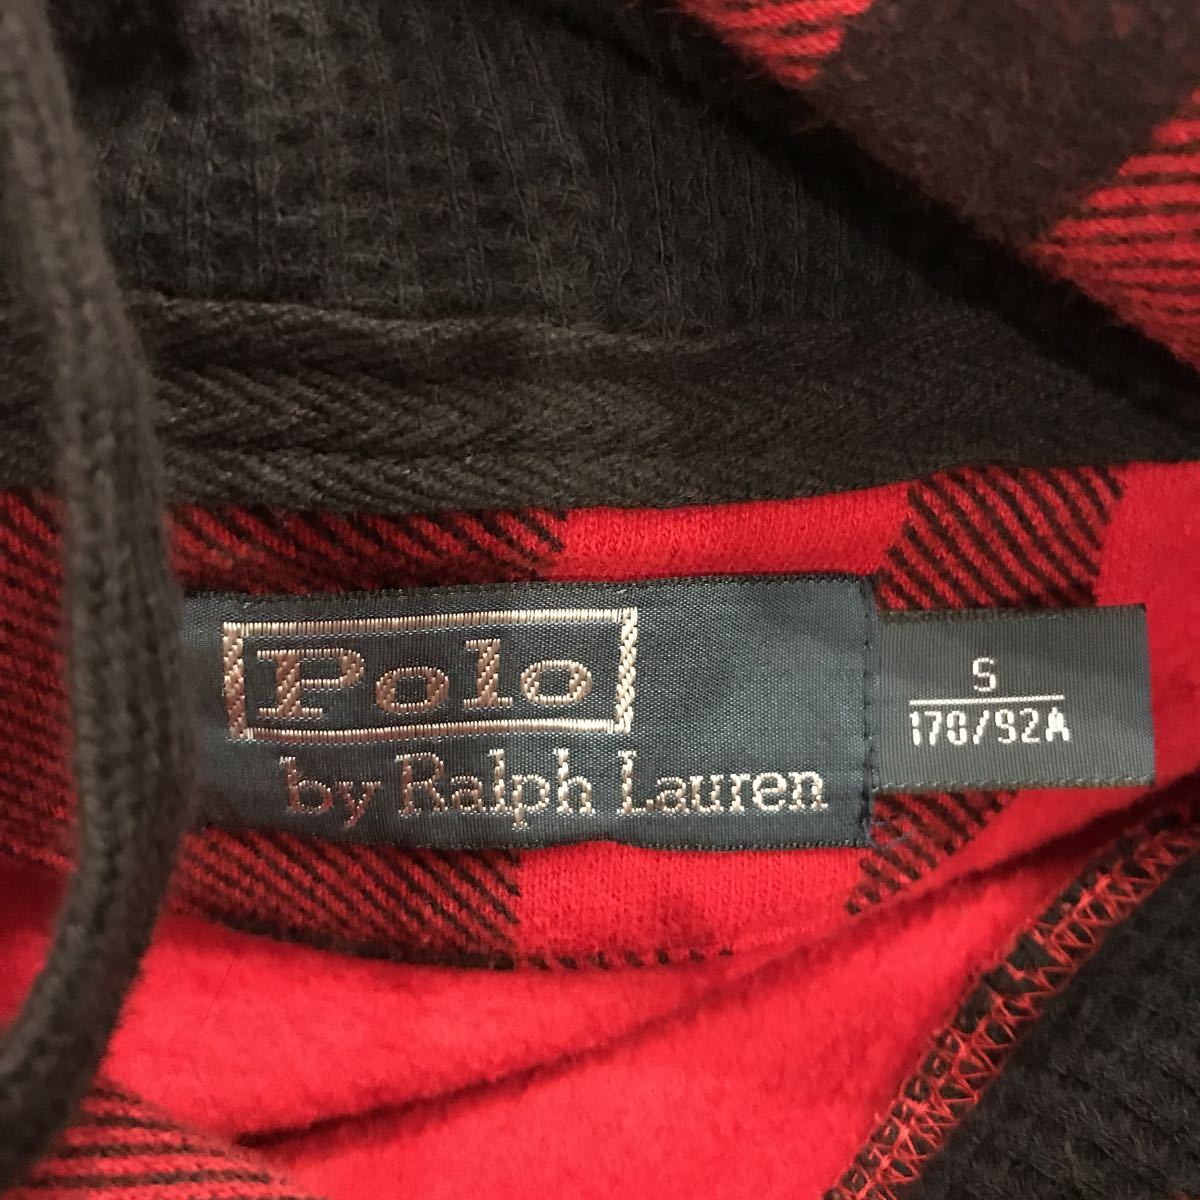 Polo
by Ralph Lauren
S
170/92A